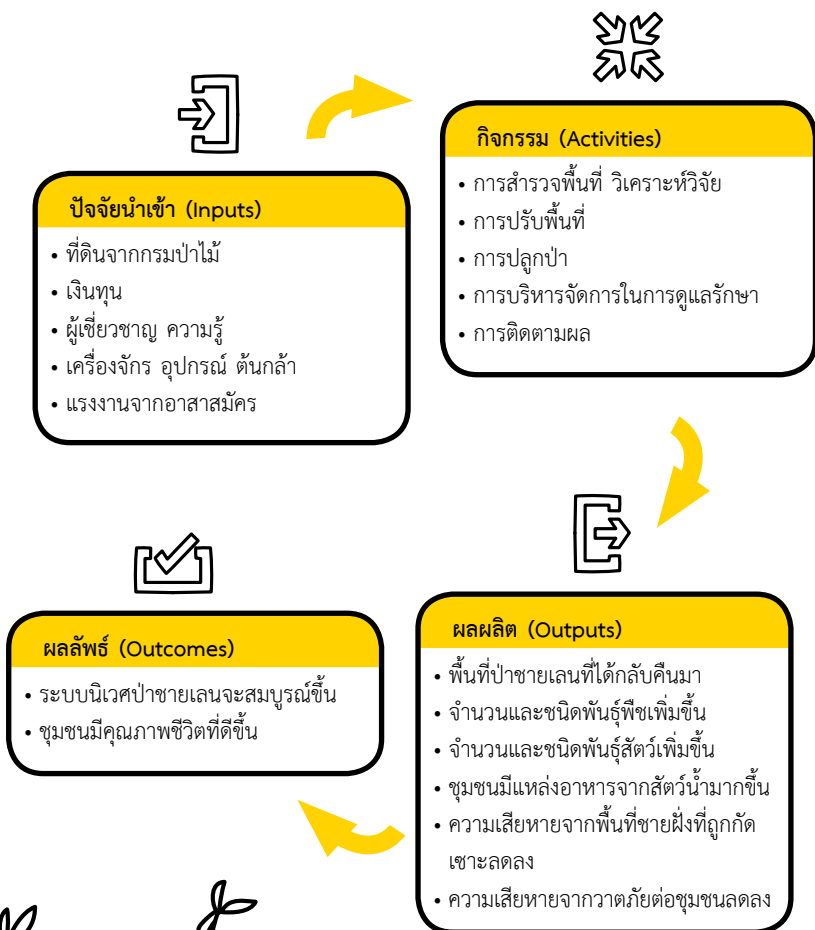 ปัจจัยนำเข้า (Inputs)
• ที่ดินจากกรมป่าไม้
• เงินทุน
• ผู้เชี่ยวชาญ ความรู้
• เครื่องจักร อุปกรณ์ ต้นกล้า
• แรงงานจากอาสาสมัคร
กิจกรรม (Activities)
• การสำรวจพื้นที่ วิเคราะห์วิจัย
• การปรับพื้นที่
• การปลูกป่า
• การบริหารจัดการในการดูแลรักษา
• การติดตามผล
ผลผลิต (Outputs)
• พื้นที่ป่าชายเลนที่ได้กลับคืนมา
• จำนวนและชนิดพันธุ์พืชเพิ่มขึ้น
• จำนวนและชนิดพันธุ์สัตว์เพิ่มขึ้น
• ชุมชนมีแหล่งอาหารจากสัตว์น้ำมากขึ้น
• ความเสียหายจากพื้นที่ชายฝั่งที่ถูกกัด
เซาะลดลง
• ความเสียหายจากวาตภัยต่อชุมชนลดลง
ผลลัพธ์ (Outcomes)
• ระบบนิเวศป่าชายเลนจะสมบูรณ์ขึ้น
• ชุมชนมีคุณภาพชีวิตที่ดีขึ้น